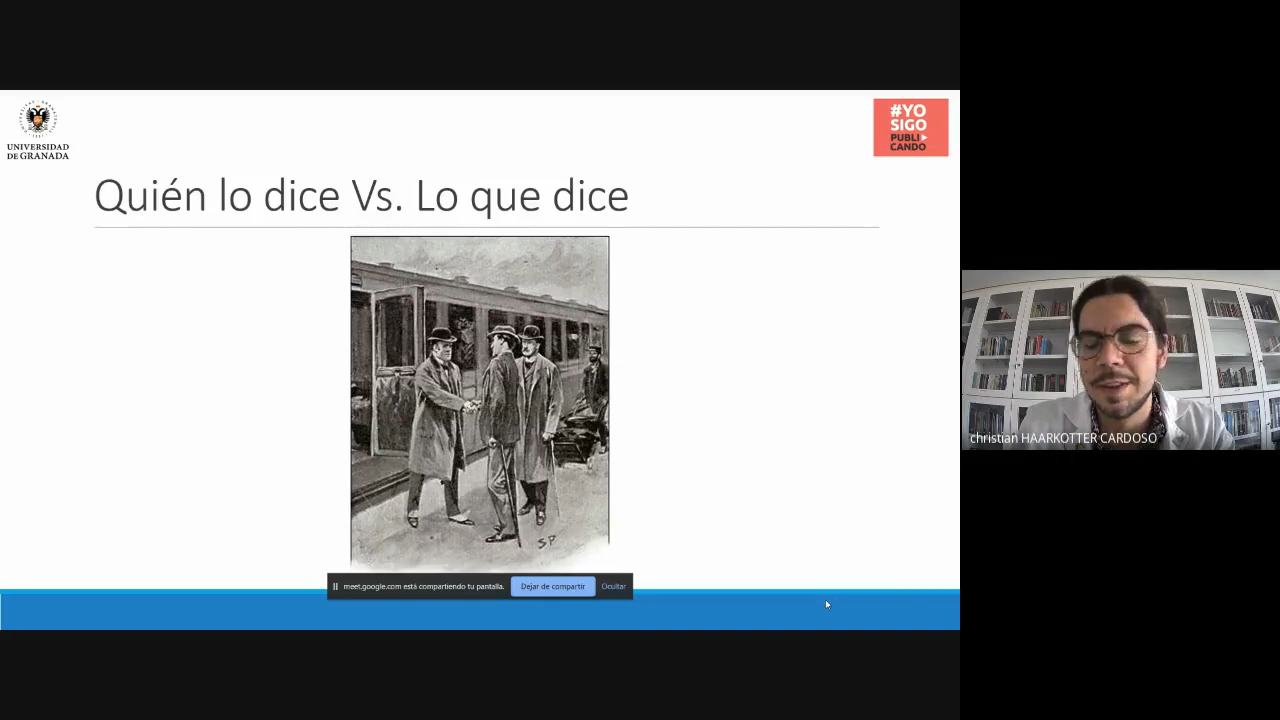 UNIVERSIDAD
DE GRANADA
#YO
SIGO
PUBLI
CANDO
Quién lo dice Vs. Lo que dice
SP
meet.google.com está compartiendo tu pantalla.
Dejar de compartir
Ocultar
christian HAARKOTTER CARDOSO